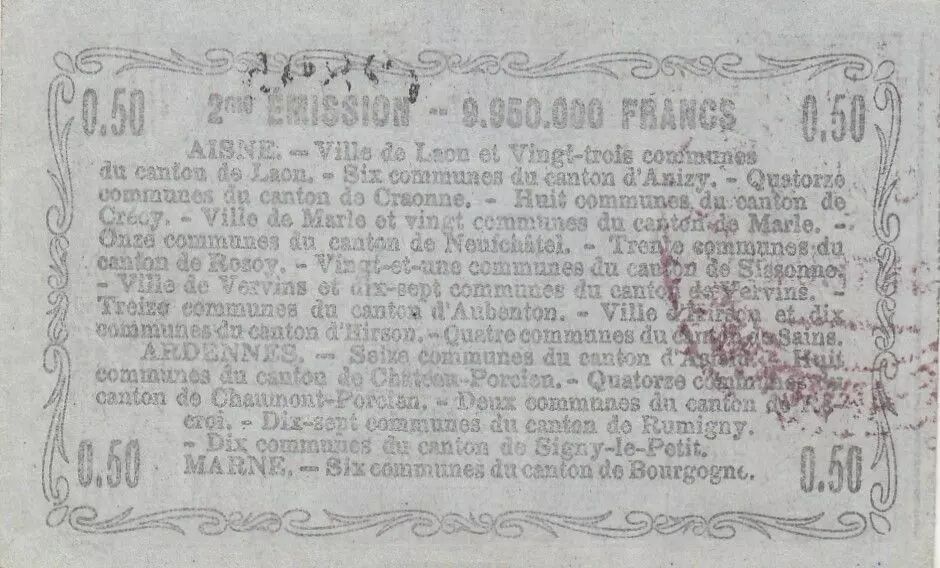 0.50 2ème ÉMISSION -- 9.950.000 FRANCS 0.50
AISNE. — Ville de Laon et Vingt-trois communes
du canton de Laon. - Six communes du canton d'Anizy. - Quatorze
communes du canton de Craonne. - Huit communes du canton de
Crécy. - Ville de Marle et vingt communes du canton de Marle. -
Onze communes du canton de Neufchâtel. - Trente communes du
canton de Rozoy. - Vingt-et-une communes du canton de Sissonne.
- Ville de Vervins et dix-sept communes du canton de Vervins. -
Treize communes du canton d'Aubenton. - Ville d'Hirson et dix
communes du canton d'Hirson. - Quatre communes du canton de Sains.
ARDENNES. — Seize communes du canton Huit
communes du canton de Château-Porcien. - Quatorze communes
canton de Chaumont-Porcien. - Deux communes du canton de
croi. - Dix-sept communes du canton de Rumigny.
- Dix communes du canton de Signy-le-Petit.
0.50 MARNE. — Six communes du canton de Bourgogne. 0.50